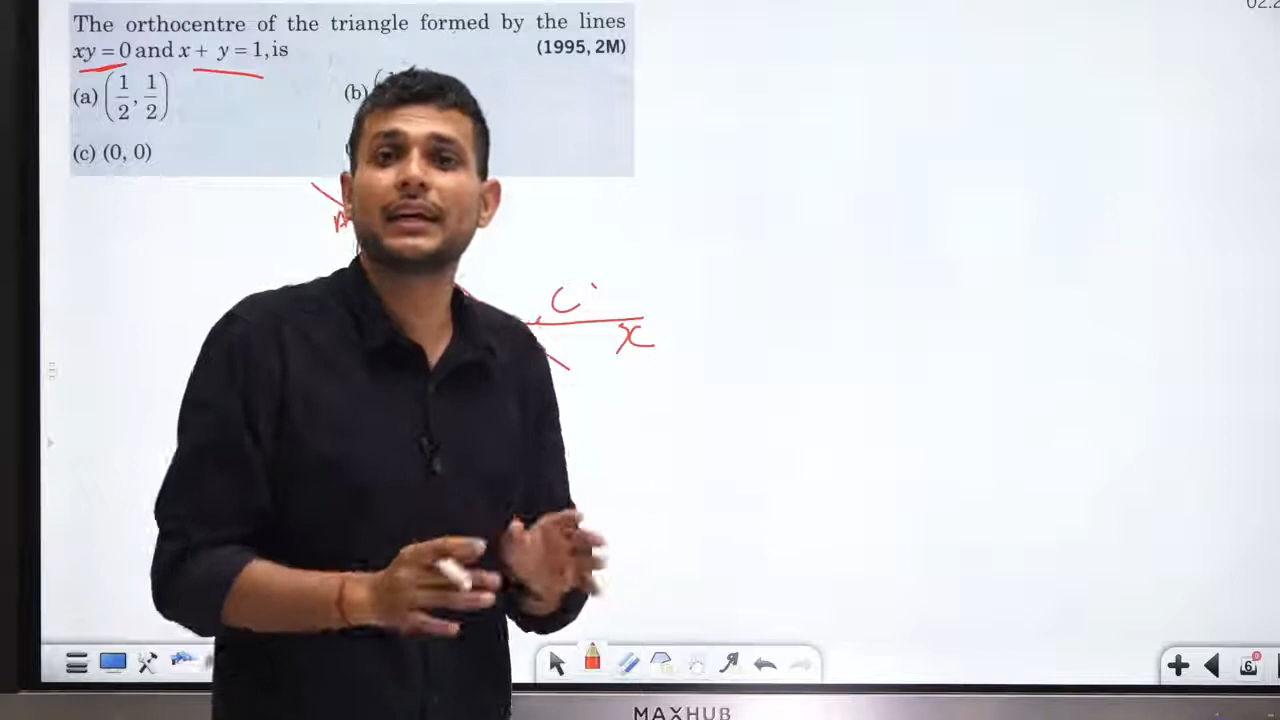 The orthocentre of the triangle formed by the lines
xy = 0 and x + y = 1, is (1995, 2M)
(a) (1/2, 1/2) (b)
(c) (0, 0)
A
C
x
6
MAXHUB